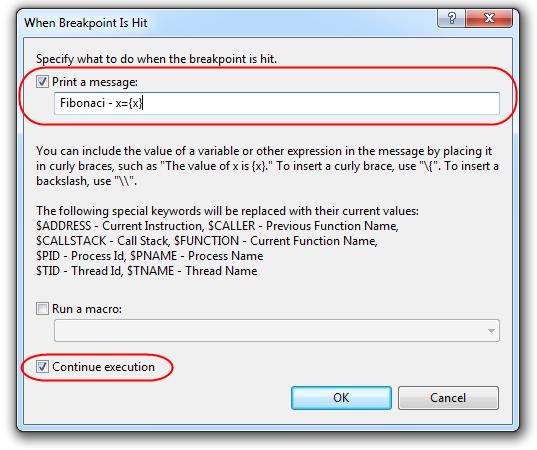 When Breakpoint Is Hit
Specify what to do when the breakpoint is hit.
Print a message:
Fibonaci - x={x}
You can include the value of a variable or other expression in the message by placing it
in curly braces, such as "The value of x is {x}." To insert a curly brace, use "\{". To insert a
backslash, use "\\".
The following special keywords will be replaced with their current values:
$ADDRESS - Current Instruction, $CALLER - Previous Function Name,
$CALLSTACK - Call Stack, $FUNCTION - Current Function Name,
$PID - Process Id, $PNAME - Process Name
$TID - Thread Id, $TNAME - Thread Name
Run a macro:
Continue execution
OK Cancel